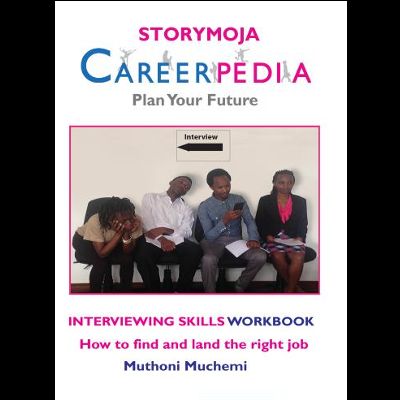 STORYMOJA
CAREERPEDIA
Plan Your Future
Interview
INTERVIEWING SKILLS WORKBOOK
How to find and land the right job
Muthoni Muchemi